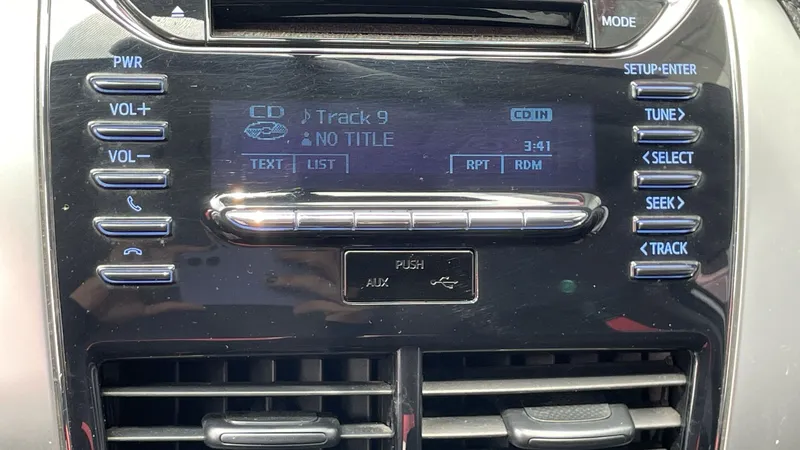 MODE
PWR
VOL+
VOL−
CD
Track 9
CD IN
NO TITLE
3:41
TEXT LIST RPT RDM
SETUP•ENTER
TUNE>
<SELECT
SEEK>
<TRACK
PUSH
AUX